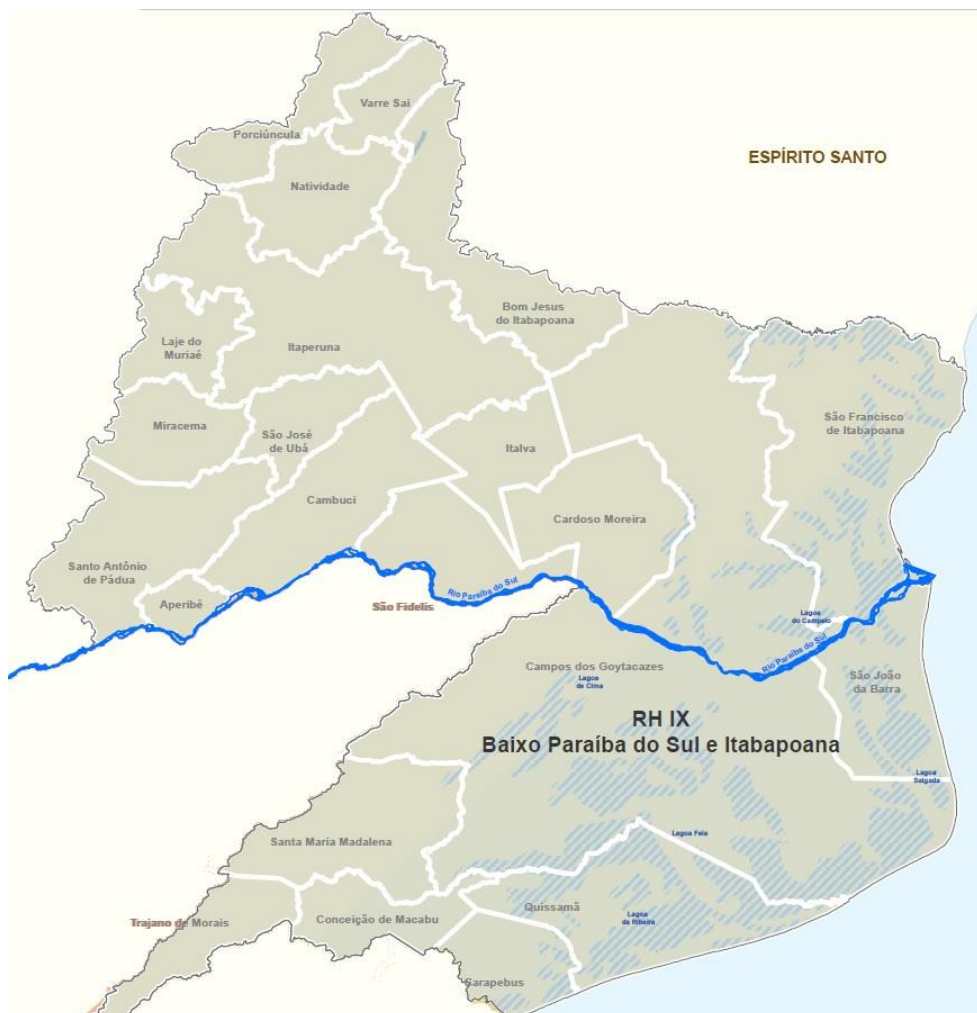 Varre Sai
Porciúncula
ESPÍRITO SANTO
Natividade
Bom Jesus
do Itabapoana
Laje do
Muriaé
Itaperuna
São Francisco
de Itabapoana
Miracema
São José
de Ubá
Italva
Cambuci
Cardoso Moreira
Santo Antônio
de Pádua
Aperibé
São Fidelis
Rio Paraíba do Sul
Lagoa
do Campelo
Rio Paraíba do Sul
Campos dos Goytacazes
Lagoa
de Cima
São João
da Barra
RH IX
Baixo Paraíba do Sul e Itabapoana
Lagoa
Salgada
Santa Maria Madalena
Lagoa Feia
Quissamã
Lagoa
da Ribeira
Trajano de Morais
Conceição de Macabu
Carapebus